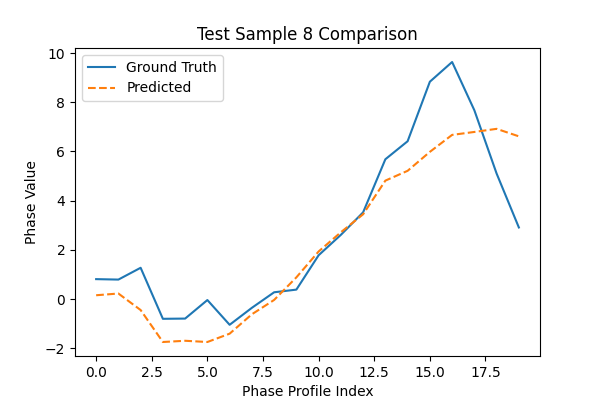 Test Sample 8 Comparison
Ground Truth
Predicted
Phase Value
10
8
6
4
2
0
−2
0.0 2.5 5.0 7.5 10.0 12.5 15.0 17.5
Phase Profile Index